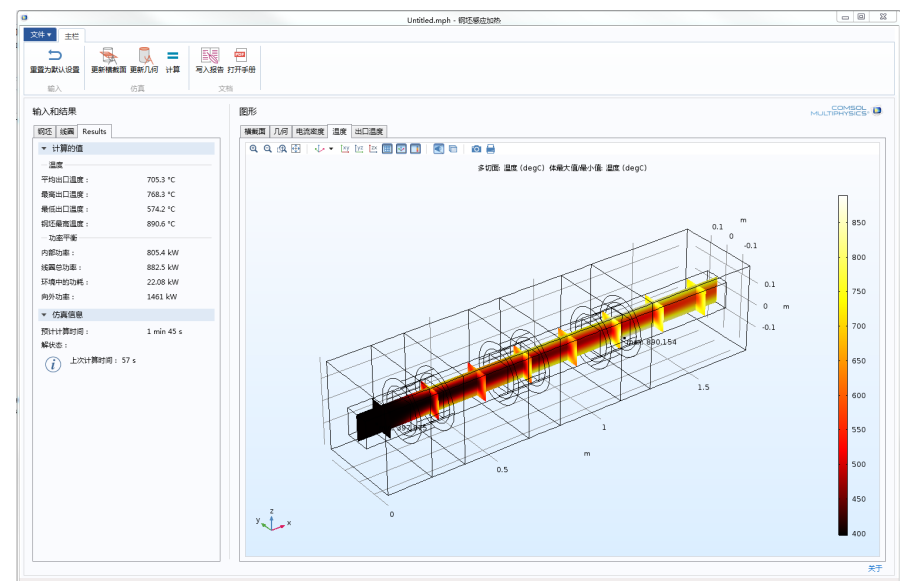 Untitled.mph - 钢坯感应加热
文件 主栏
重置为默认设置 更新横截面 更新几何 计算 写入报告 打开手册
输入 仿真 文档
输入和结果
钢坯 线圈 Results
计算的值
温度
平均出口温度： 705.3 °C
最高出口温度： 768.3 °C
最低出口温度： 574.2 °C
钢坯最高温度： 890.6 °C
功率平衡
内部功率： 805.4 kW
线圈总功率： 882.5 kW
环境中的功耗： 22.08 kW
向外功率： 1461 kW
仿真信息
预计计算时间： 1 min 45 s
解状态：
上次计算时间： 57 s
图形
COMSOL
MULTIPHYSICS
横截面 几何 电流密度 温度 出口温度
多切面: 温度 (degC) 体最大值/最小值: 温度 (degC)
m
0.1
0
-0.1
0.1
0 m
-0.1
1.5
1
m
0.5
0
z
y x
850
800
750
700
650
600
550
500
450
400
关于